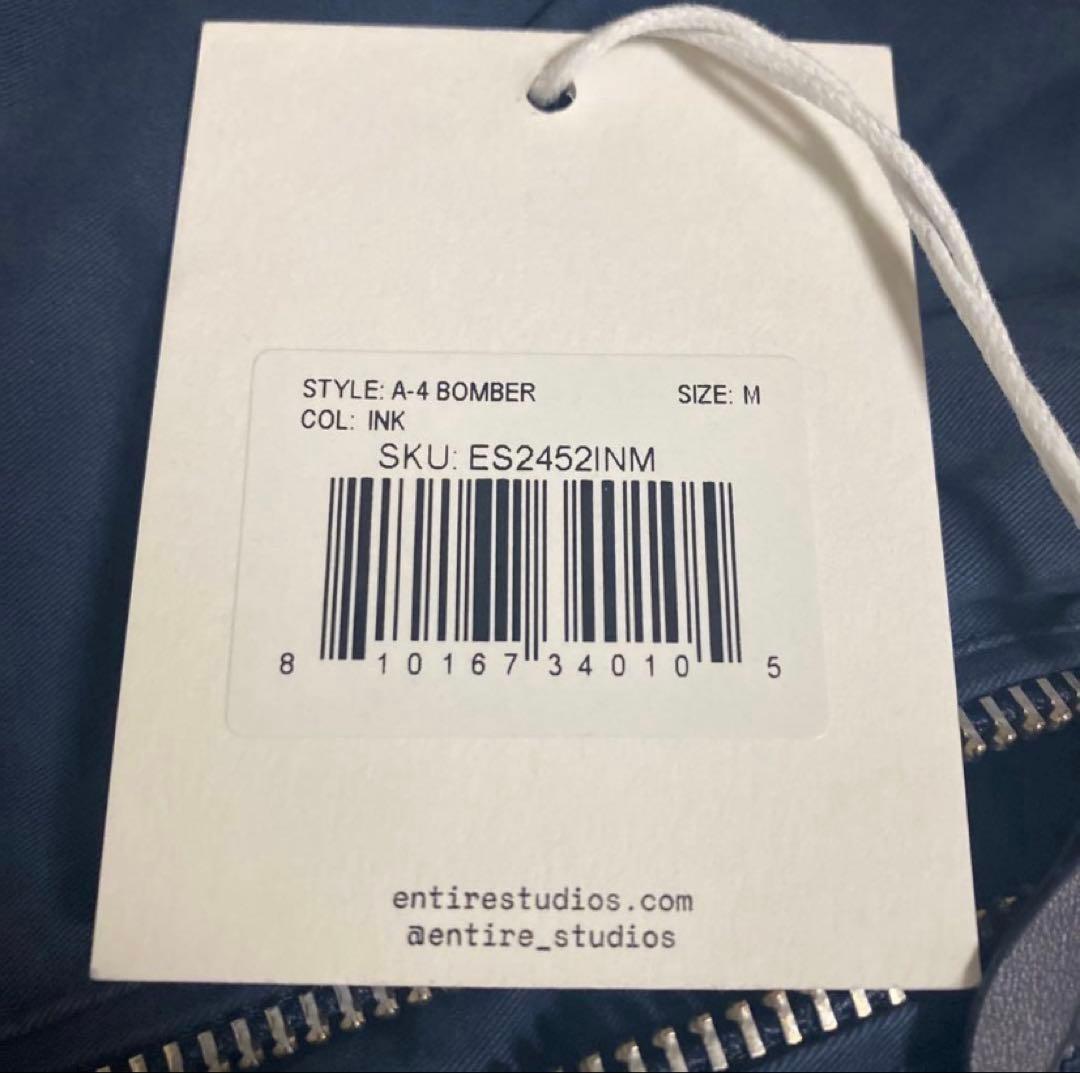 STYLE: A-4 BOMBER SIZE: M
COL: INK
SKU: ES2452INM
8 10167 34010 5
entirestudios.com
@entire_studios